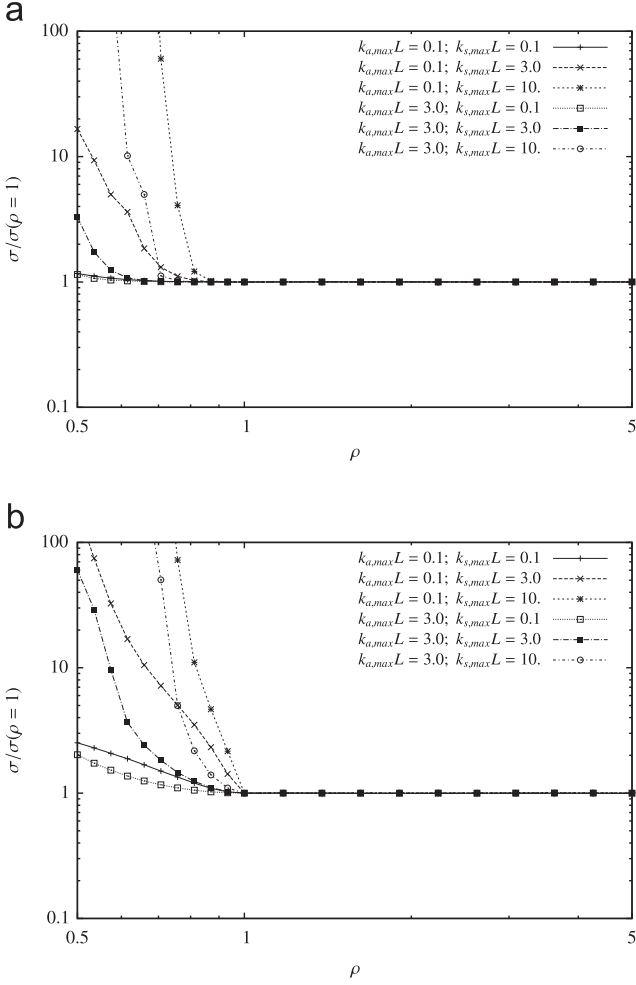 a
100
10
1
0.1
σ/σ(ρ = 1)
k_{a,max}L = 0.1; k_{s,max}L = 0.1
k_{a,max}L = 0.1; k_{s,max}L = 3.0
k_{a,max}L = 0.1; k_{s,max}L = 10.
k_{a,max}L = 3.0; k_{s,max}L = 0.1
k_{a,max}L = 3.0; k_{s,max}L = 3.0
k_{a,max}L = 3.0; k_{s,max}L = 10.
0.5 1 5
ρ
b
100
10
1
0.1
σ/σ(ρ = 1)
k_{a,max}L = 0.1; k_{s,max}L = 0.1
k_{a,max}L = 0.1; k_{s,max}L = 3.0
k_{a,max}L = 0.1; k_{s,max}L = 10.
k_{a,max}L = 3.0; k_{s,max}L = 0.1
k_{a,max}L = 3.0; k_{s,max}L = 3.0
k_{a,max}L = 3.0; k_{s,max}L = 10.
0.5 1 5
ρ